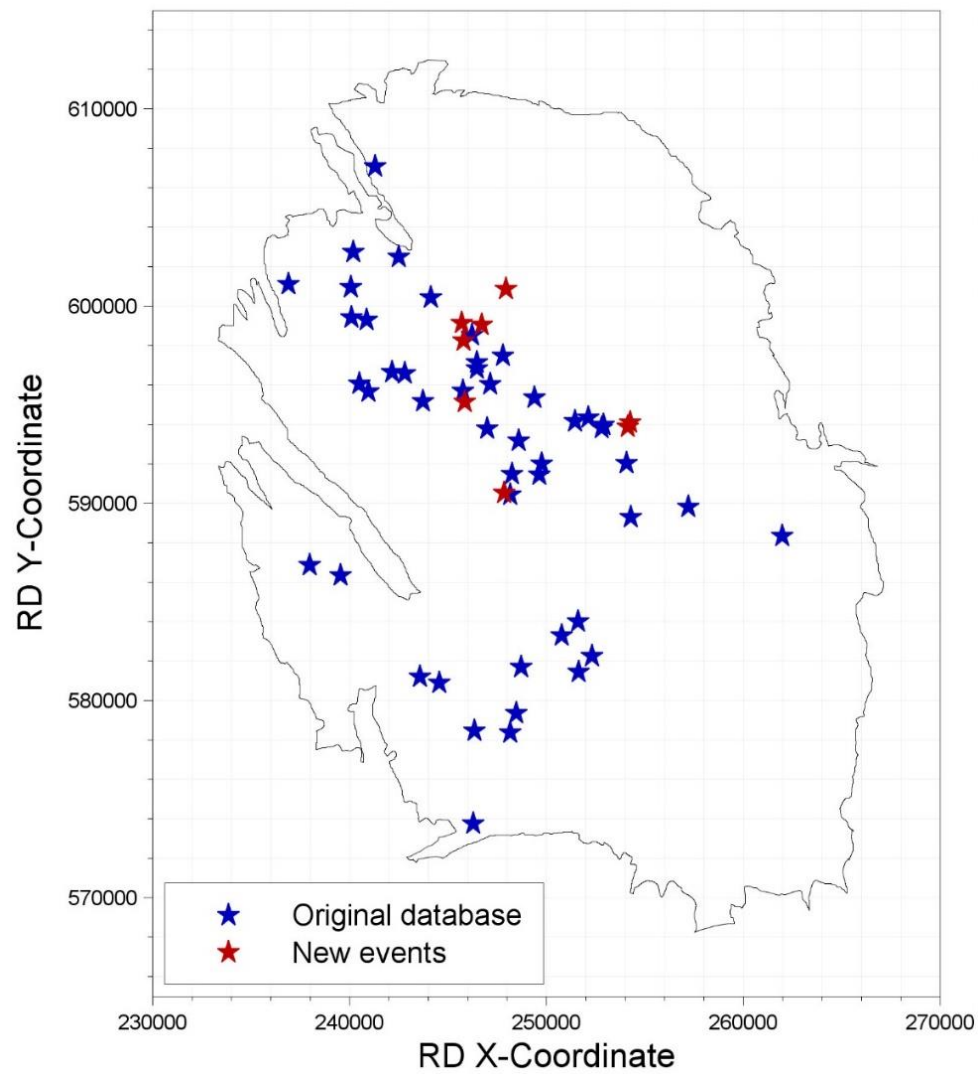 610000
600000
590000
580000
570000
RD Y-Coordinate
Original database
New events
230000 240000 250000 260000 270000
RD X-Coordinate